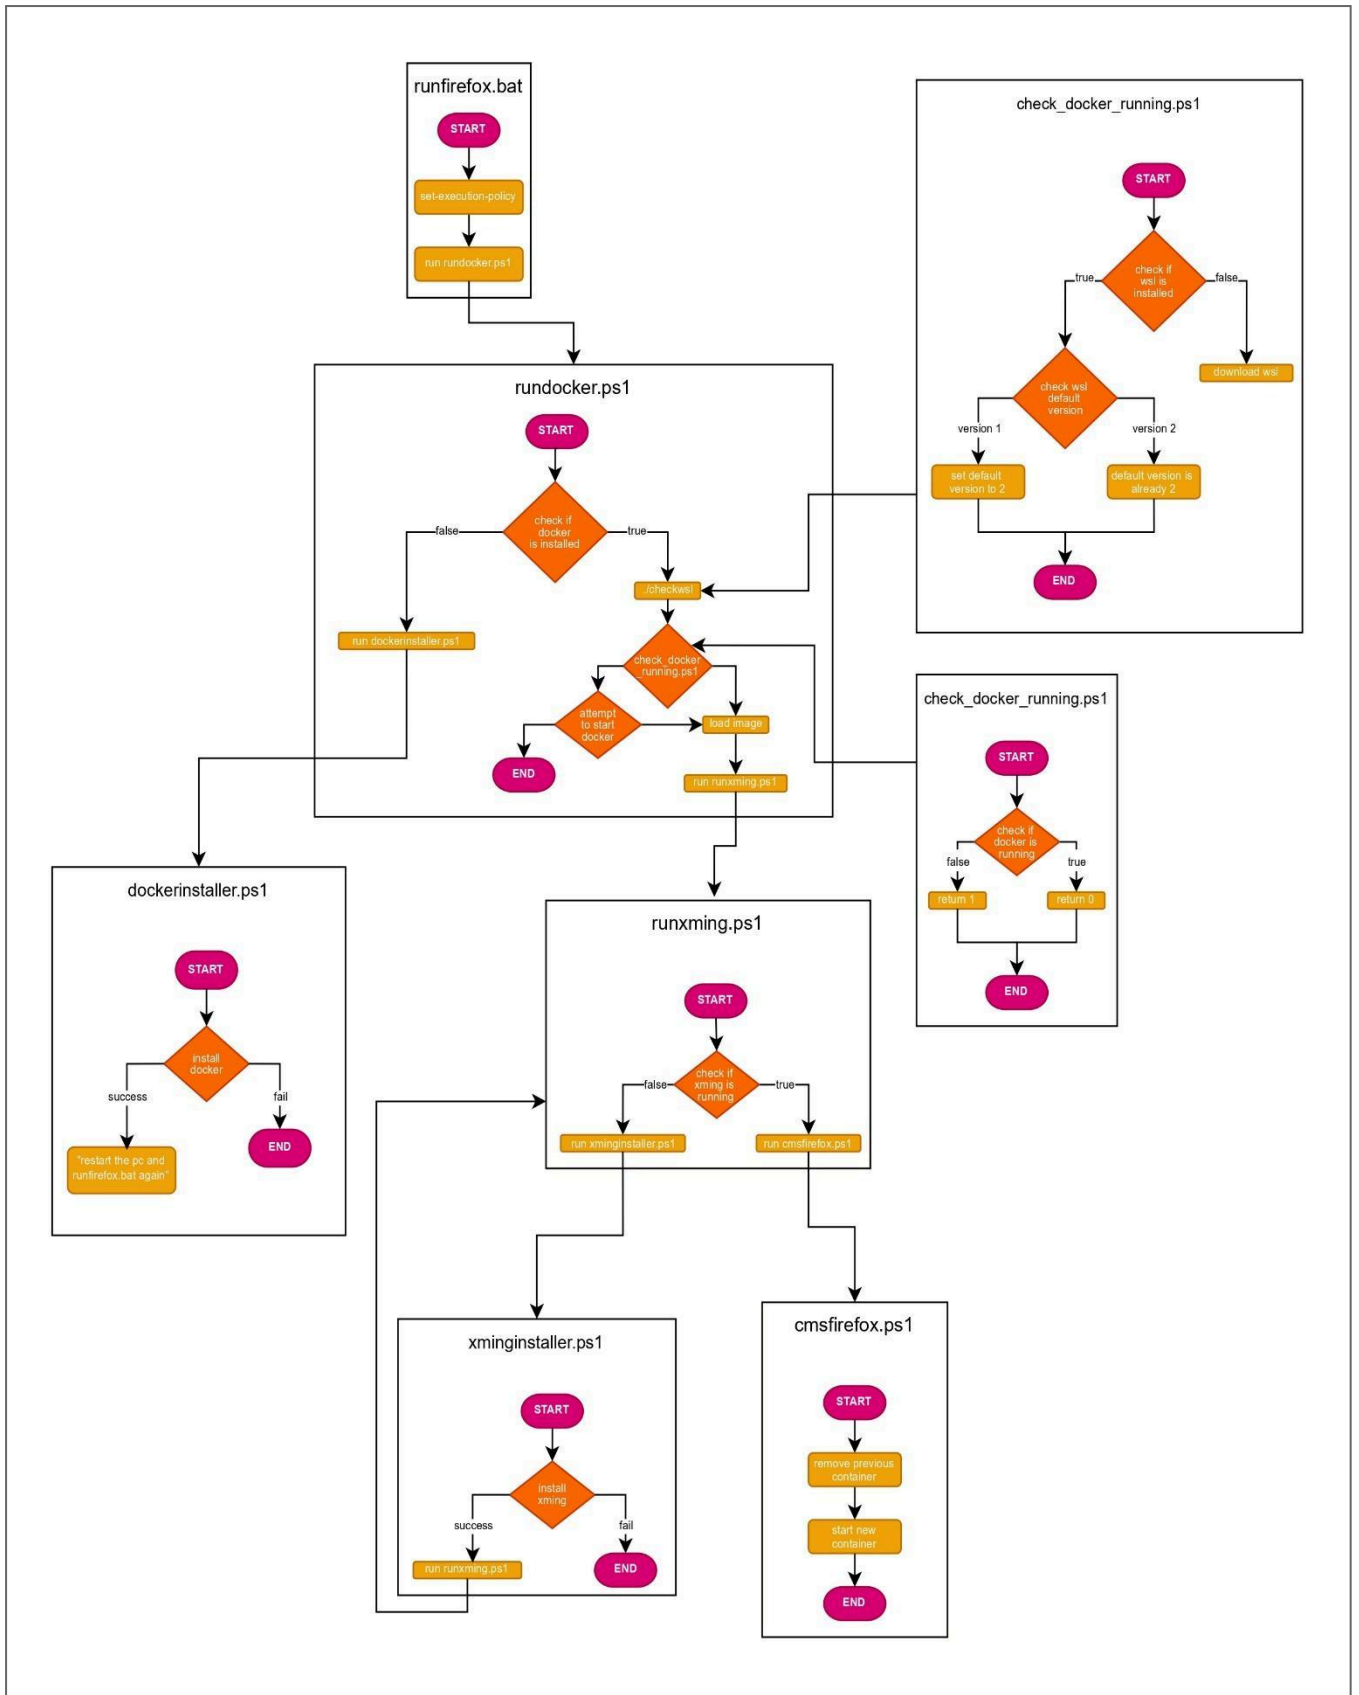 runfirefox.bat
START
set-execution-policy
run rundocker.ps1
check_docker_running.ps1
START
check if
wsl is
installed
true
false
download wsl
check wsl
default
version
version 1
version 2
set default
version to 2
default version is
already 2
END
rundocker.ps1
START
check if
docker
is installed
false
true
./checkwsl
run dockerinstaller.ps1
check_docker
_running.ps1
attempt
to start
docker
load image
END
run runxming.ps1
check_docker_running.ps1
START
check if
docker is
running
false
true
return 1
return 0
END
dockerinstaller.ps1
START
install
docker
success
fail
"restart the pc and
runfirefox.bat again"
END
runxming.ps1
START
check if
xming is
running
false
true
run xminginstaller.ps1
run cmsfirefox.ps1
xminginstaller.ps1
START
install
xming
success
fail
run runxming.ps1
END
cmsfirefox.ps1
START
remove previous
container
start new
container
END